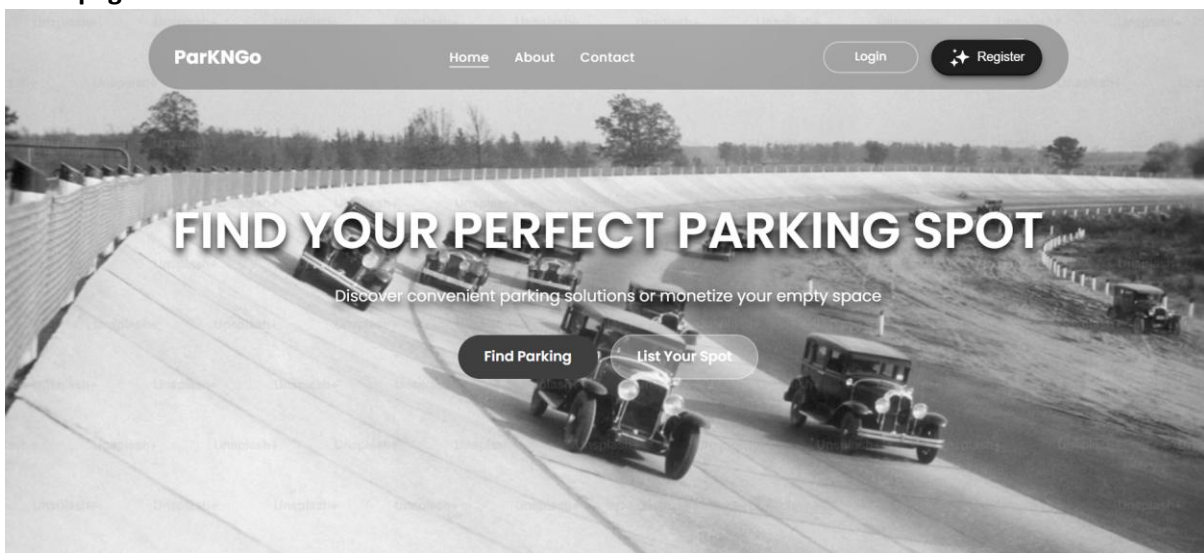 ParKNGo
Home About Contact
Login
Register
FIND YOUR PERFECT PARKING SPOT
Discover convenient parking solutions or monetize your empty space
Find Parking
List Your Spot
Unsplash+